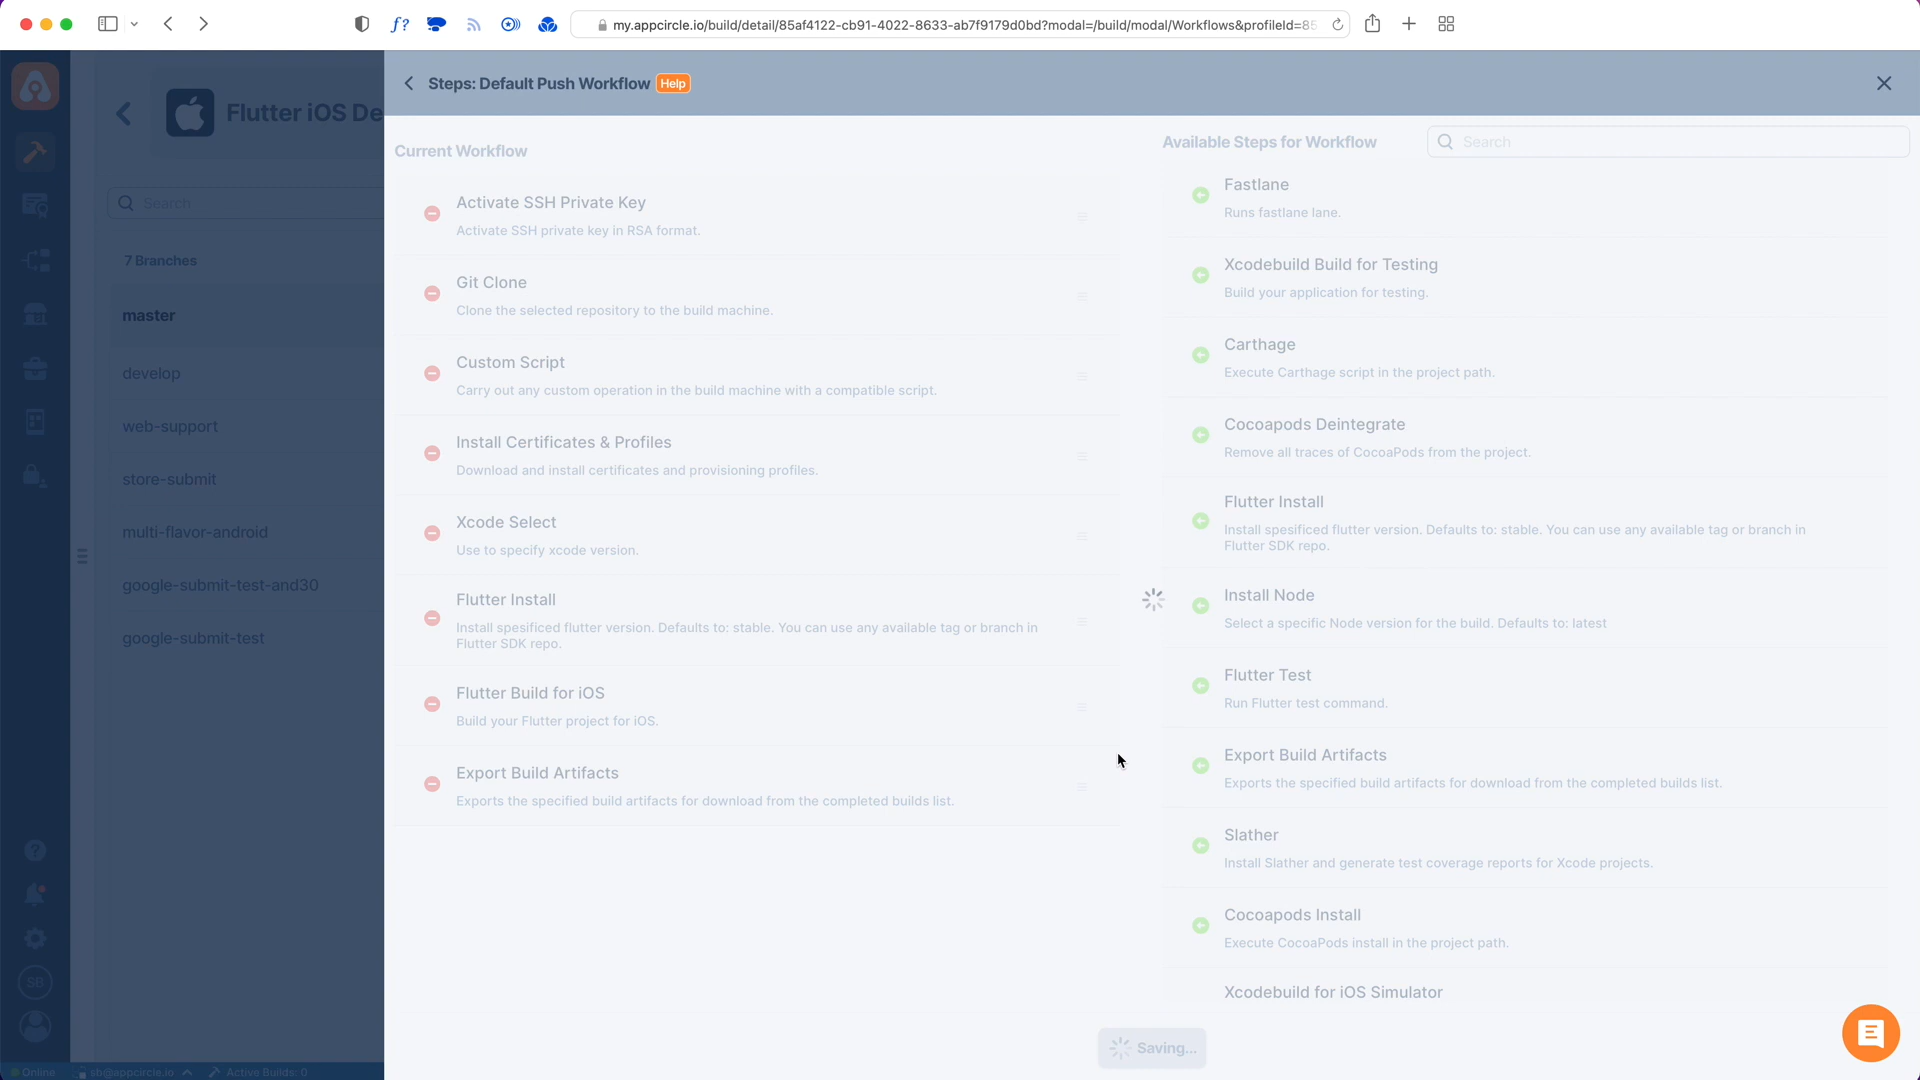 my.appcircle.io/build/detail/85af4122-cb91-4022-8633-ab7f9179d0bd?modal=/build/modal/Workflows&profileId=85
Steps: Default Push Workflow Help
Flutter iOS De
Search
7 Branches
master
develop
web-support
store-submit
multi-flavor-android
google-submit-test-and30
google-submit-test
SB
Online
sb@appcircle.io
Active Builds: 0
Current Workflow
Activate SSH Private Key
Activate SSH private key in RSA format.
Git Clone
Clone the selected repository to the build machine.
Custom Script
Carry out any custom operation in the build machine with a compatible script.
Install Certificates & Profiles
Download and install certificates and provisioning profiles.
Xcode Select
Use to specify xcode version.
Flutter Install
Install spesificed flutter version. Defaults to: stable. You can use any available tag or branch in
Flutter SDK repo.
Flutter Build for iOS
Build your Flutter project for iOS.
Export Build Artifacts
Exports the specified build artifacts for download from the completed builds list.
Available Steps for Workflow
Search
Fastlane
Runs fastlane lane.
Xcodebuild Build for Testing
Build your application for testing.
Carthage
Execute Carthage script in the project path.
Cocoapods Deintegrate
Remove all traces of CocoaPods from the project.
Flutter Install
Install spesificed flutter version. Defaults to: stable. You can use any available tag or branch in
Flutter SDK repo.
Install Node
Select a specific Node version for the build. Defaults to: latest
Flutter Test
Run Flutter test command.
Export Build Artifacts
Exports the specified build artifacts for download from the completed builds list.
Slather
Install Slather and generate test coverage reports for Xcode projects.
Cocoapods Install
Execute CocoaPods install in the project path.
Xcodebuild for iOS Simulator
Saving...